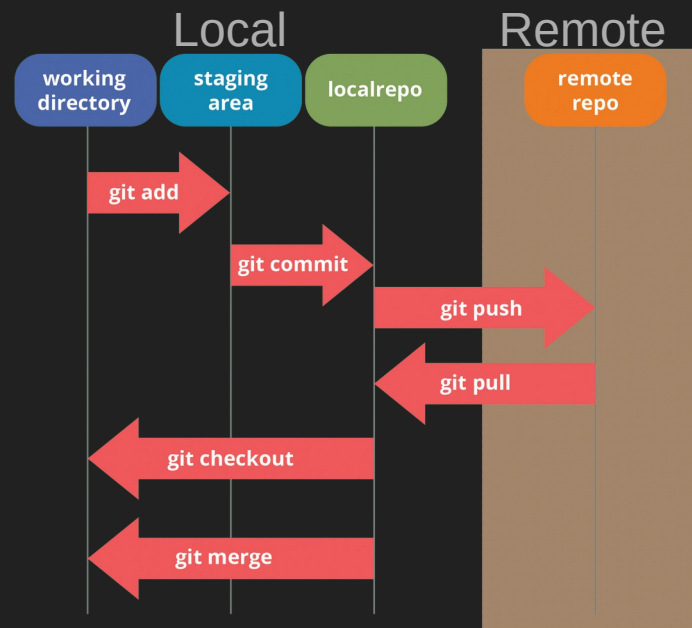 Local
Remote
working
directory
staging
area
localrepo
remote
repo
git add
git commit
git push
git pull
git checkout
git merge